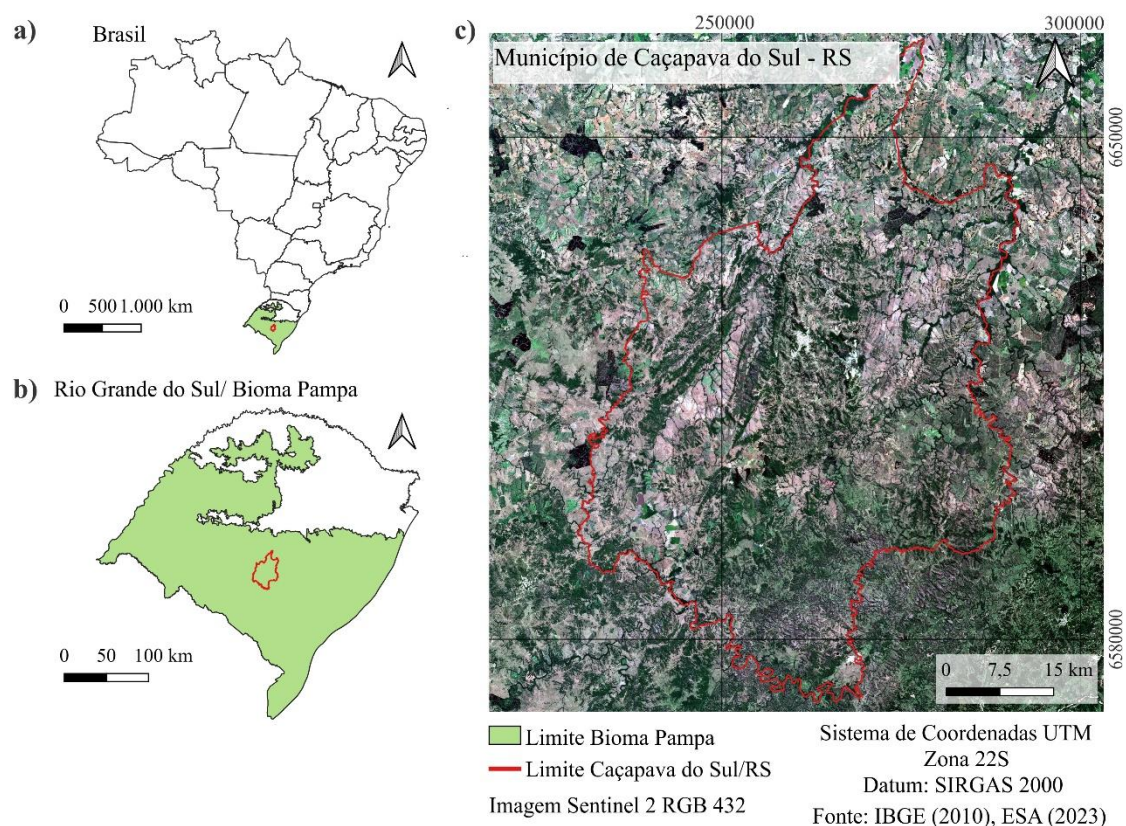 a)
Brasil
0 500 1.000 km
b)
Rio Grande do Sul/ Bioma Pampa
0 50 100 km
c)
250000
300000
Município de Caçapava do Sul - RS
6650000
6580000
0 7,5 15 km
Limite Bioma Pampa
Limite Caçapava do Sul/RS
Imagem Sentinel 2 RGB 432
Sistema de Coordenadas UTM
Zona 22S
Datum: SIRGAS 2000
Fonte: IBGE (2010), ESA (2023)